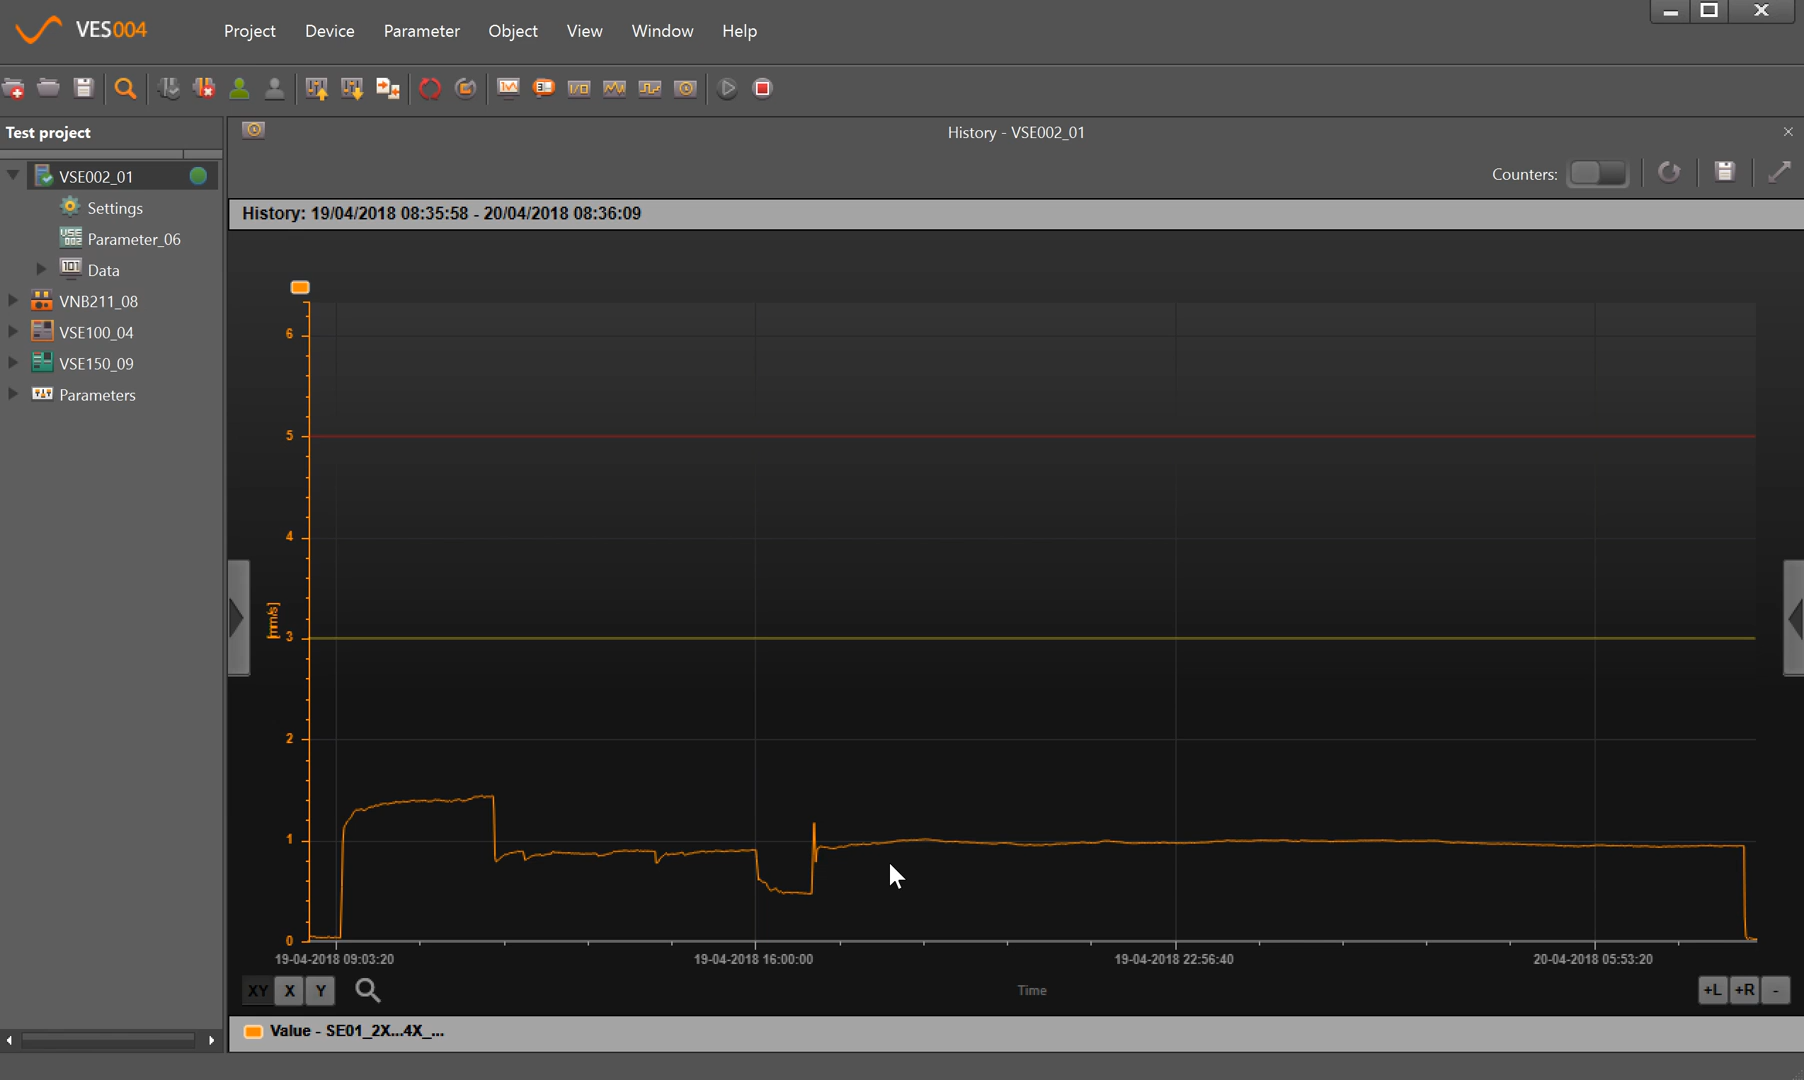 VES004
Project Device Parameter Object View Window Help
Test project
History - VSE002_01
Counters:
VSE002_01
Settings
Parameter_06
Data
VNB211_08
VSE100_04
VSE150_09
Parameters
History: 19/04/2018 08:35:58 - 20/04/2018 08:36:09
6
5
4
[mm/s]
3
2
1
0
19-04-2018 09:03:20 19-04-2018 16:00:00 19-04-2018 22:56:40 20-04-2018 05:53:20
XY X Y
Time
+L +R -
Value - SE01_2X...4X_...